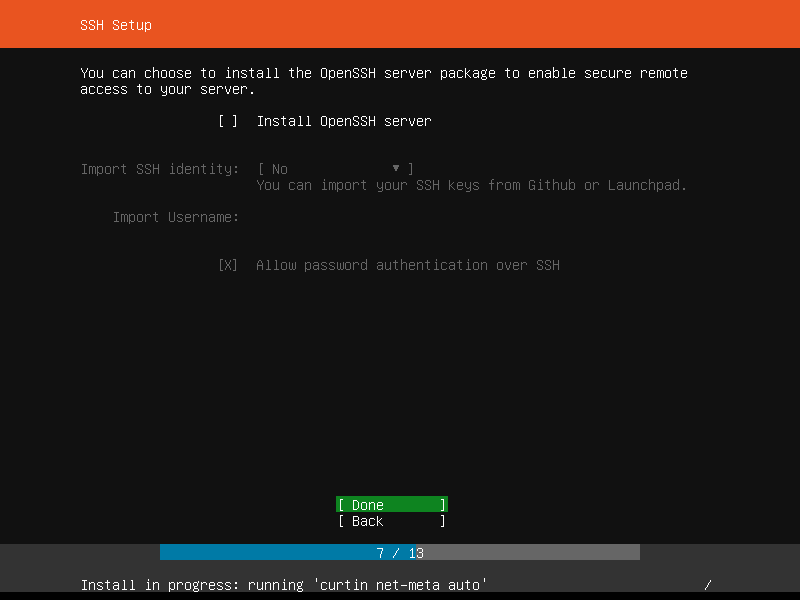 SSH Setup
You can choose to install the OpenSSH server package to enable secure remote
access to your server.
[ ] Install OpenSSH server
Import SSH identity: [ No ▾ ]
You can import your SSH keys from Github or Launchpad.
Import Username:
[X] Allow password authentication over SSH
[ Done ]
[ Back ]
7 / 13
Install in progress: running 'curtin net-meta auto' /